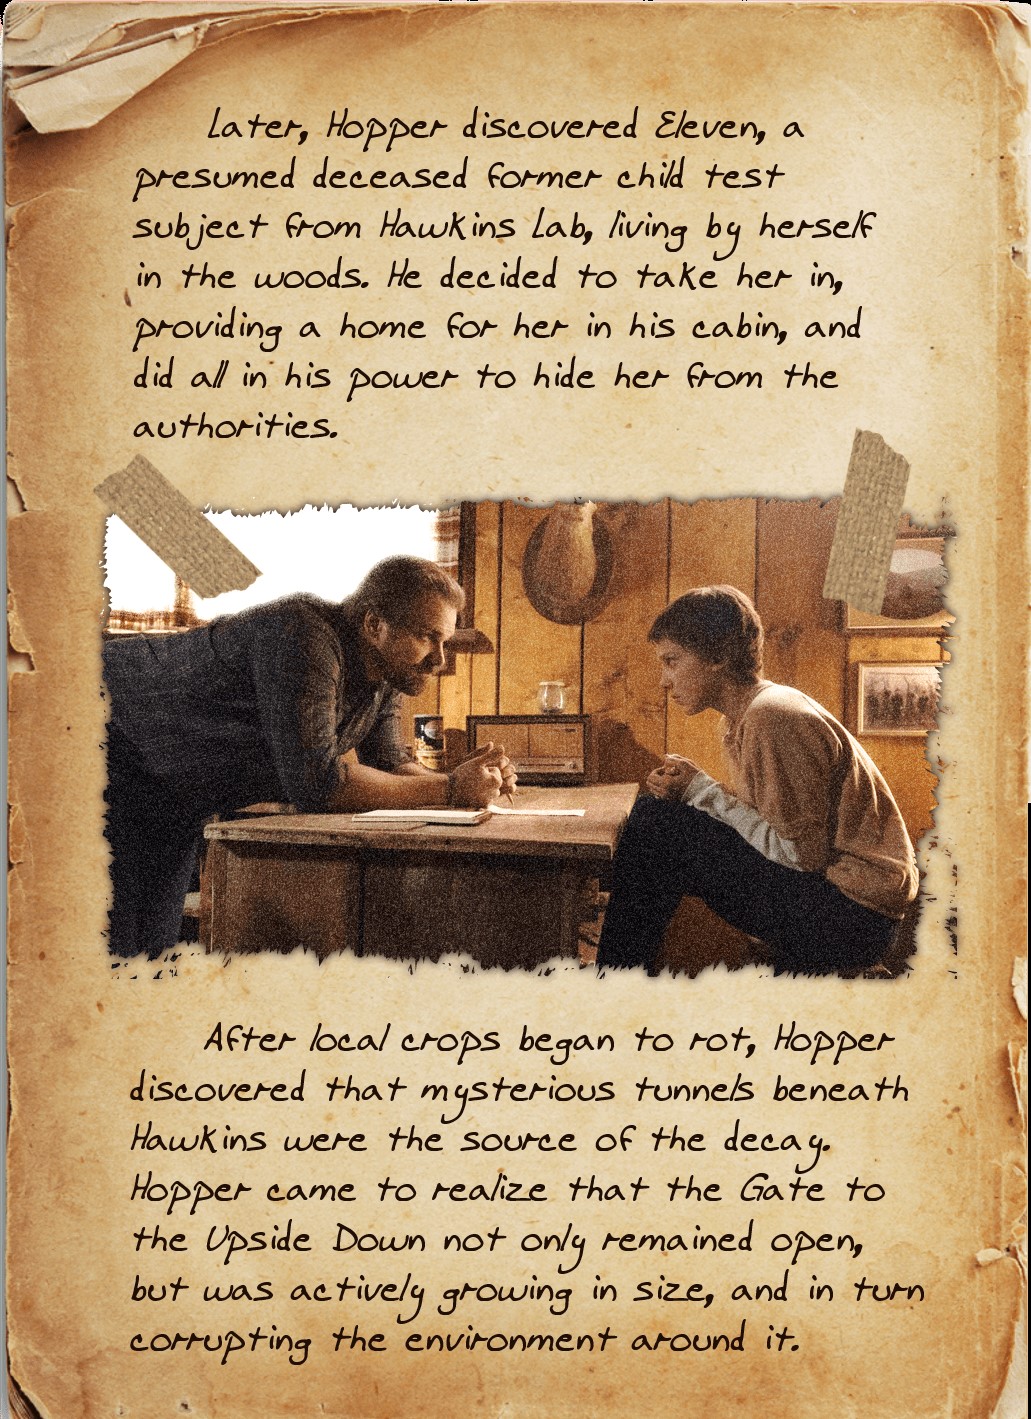 Later, Hopper discovered Eleven, a
presumed deceased former child test
subject from Hawkins Lab, living by herself
in the woods. He decided to take her in,
providing a home for her in his cabin, and
did all in his power to hide her from the
authorities.
After local crops began to rot, Hopper
discovered that mysterious tunnels beneath
Hawkins were the source of the decay.
Hopper came to realize that the Gate to
the Upside Down not only remained open,
but was actively growing in size, and in turn
corrupting the environment around it.